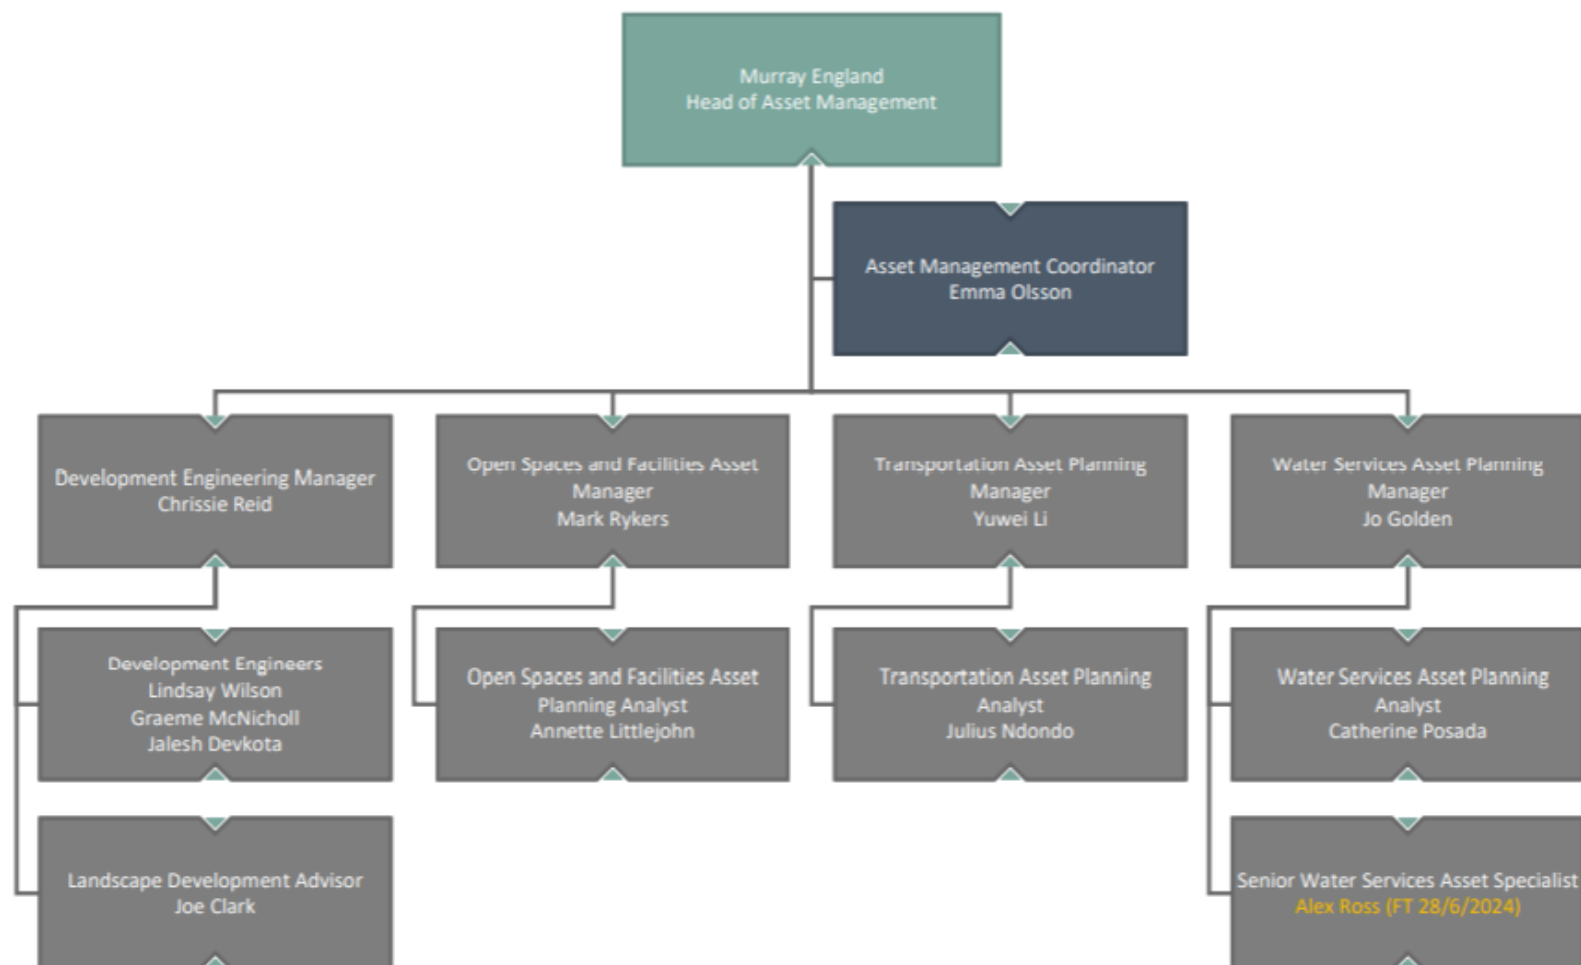 Murray England
Head of Asset Management
Asset Management Coordinator
Emma Olsson
Development Engineering Manager
Chrissie Reid
Open Spaces and Facilities Asset
Manager
Mark Rykers
Transportation Asset Planning
Manager
Yuwei Li
Water Services Asset Planning
Manager
Jo Golden
Development Engineers
Lindsay Wilson
Graeme McNicholl
Jalesh Devkota
Open Spaces and Facilities Asset
Planning Analyst
Annette Littlejohn
Transportation Asset Planning
Analyst
Julius Ndondo
Water Services Asset Planning
Analyst
Catherine Posada
Landscape Development Advisor
Joe Clark
Senior Water Services Asset Specialist
Alex Ross (FT 28/6/2024)